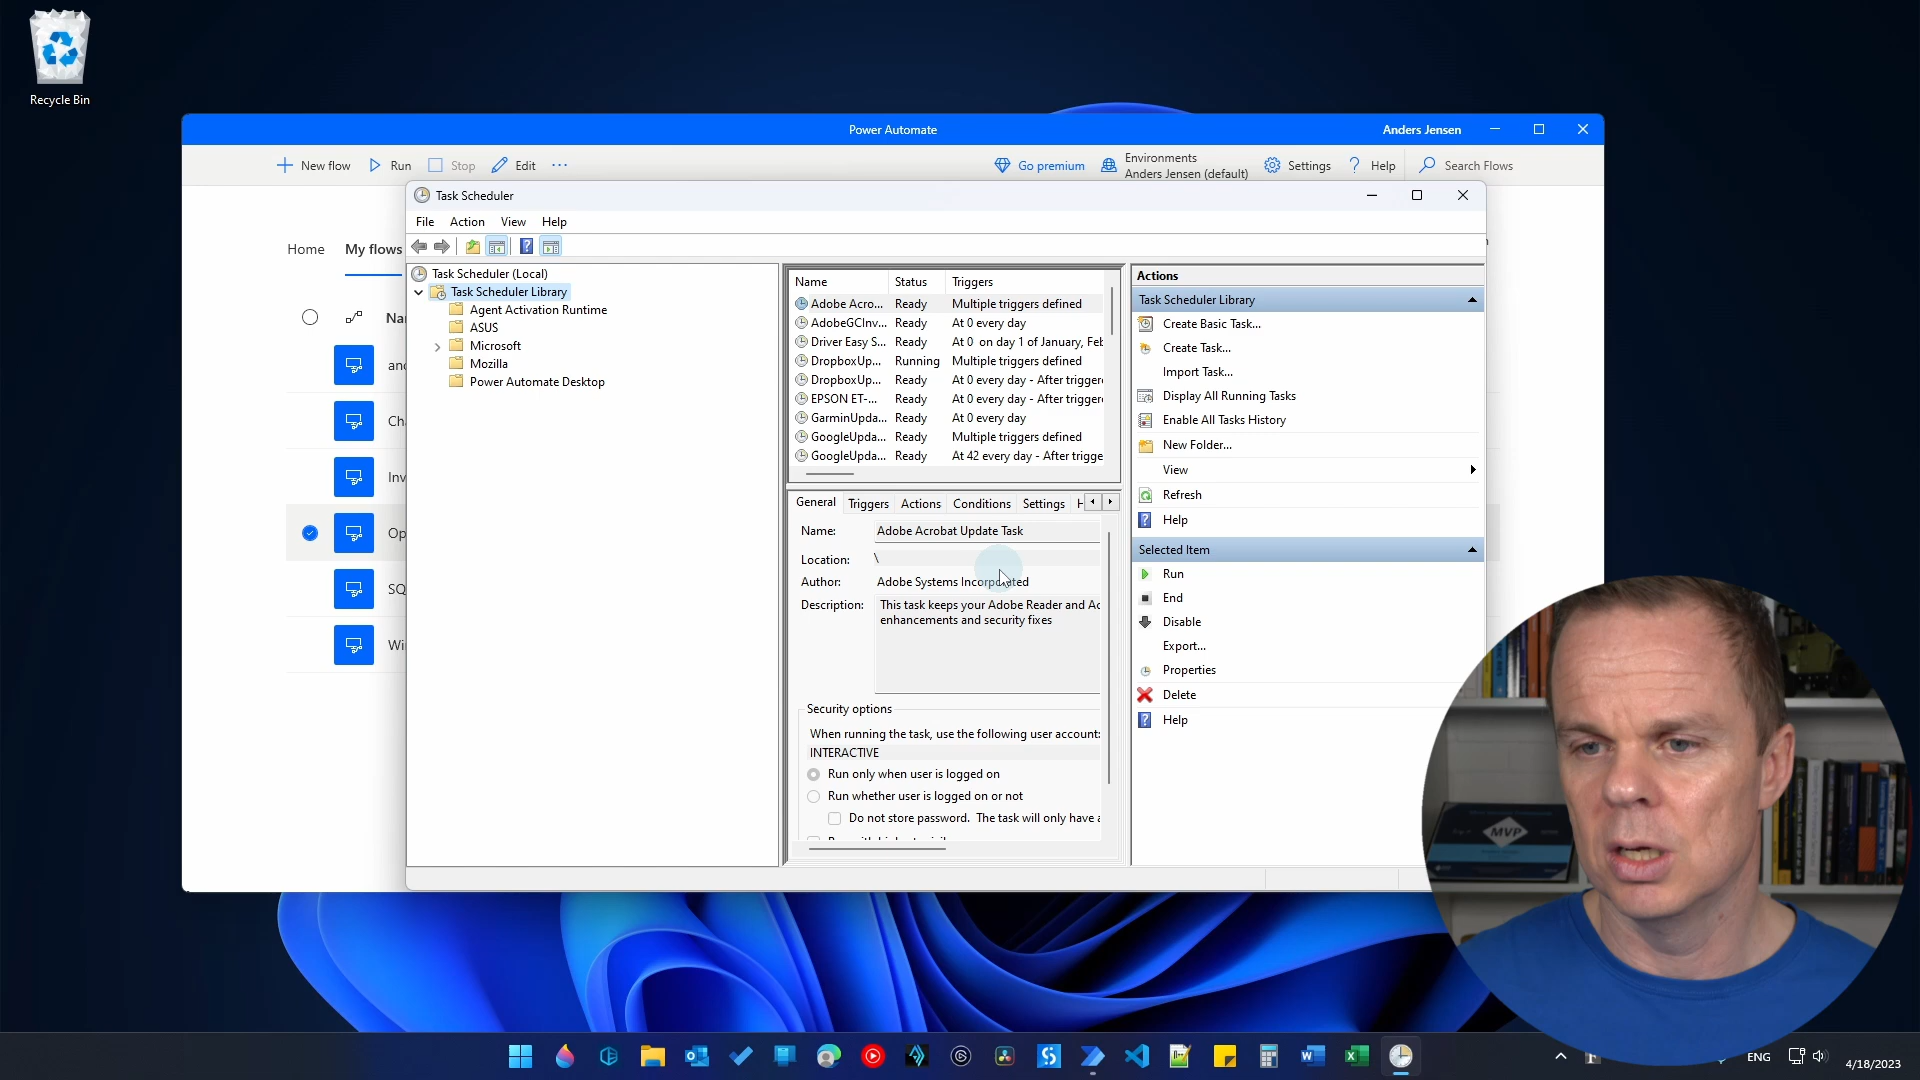 Recycle Bin
Power Automate
Anders Jensen
New flow
Run
Stop
Edit
Go premium
Environments
Anders Jensen (default)
Settings
Help
Search Flows
Home
My flows
Task Scheduler
File
Action
View
Help
Task Scheduler (Local)
Task Scheduler Library
Agent Activation Runtime
ASUS
Microsoft
Mozilla
Power Automate Desktop
Name Status Triggers
Adobe Acro... Ready Multiple triggers defined
AdobeGCInv... Ready At 0 every day
Driver Easy S... Ready At 0 on day 1 of January, Feb
DropboxUp... Running Multiple triggers defined
DropboxUp... Ready At 0 every day - After triggere
EPSON ET-... Ready At 0 every day - After triggere
GarminUpda... Ready At 0 every day
GoogleUpda... Ready Multiple triggers defined
GoogleUpda... Ready At 42 every day - After trigge
General Triggers Actions Conditions Settings
Name: Adobe Acrobat Update Task
Location: \
Author: Adobe Systems Incorporated
Description: This task keeps your Adobe Reader and Ac
enhancements and security fixes
Security options
When running the task, use the following user account:
INTERACTIVE
Run only when user is logged on
Run whether user is logged on or not
Do not store password. The task will only have a
Actions
Task Scheduler Library
Create Basic Task...
Create Task...
Import Task...
Display All Running Tasks
Enable All Tasks History
New Folder...
View
Refresh
Help
Selected Item
Run
End
Disable
Export...
Properties
Delete
Help
MVP
ENG
4/18/2023